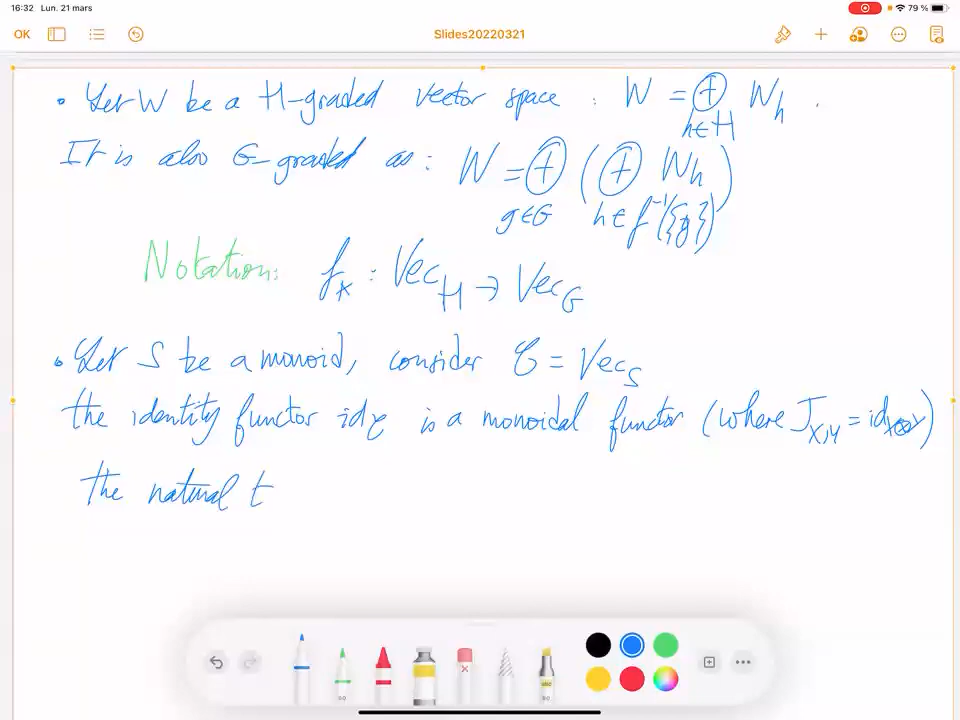 16:32 Lun. 21 mars
79 %
OK
Slides20220321
• Let W be a H-graded vector space : W = ⊕_{h∈H} W_h .
It is also G-graded as : W = ⊕_{g∈G} ( ⊕_{h∈f⁻¹({g})} W_h )
Notation: f_* : Vec_H → Vec_G
• Let S be a monoid, consider 𝒞 = Vec_S
the identity functor id_𝒞 is a monoidal functor (where J_{X,Y} = id_{X⊗Y})
the natural t